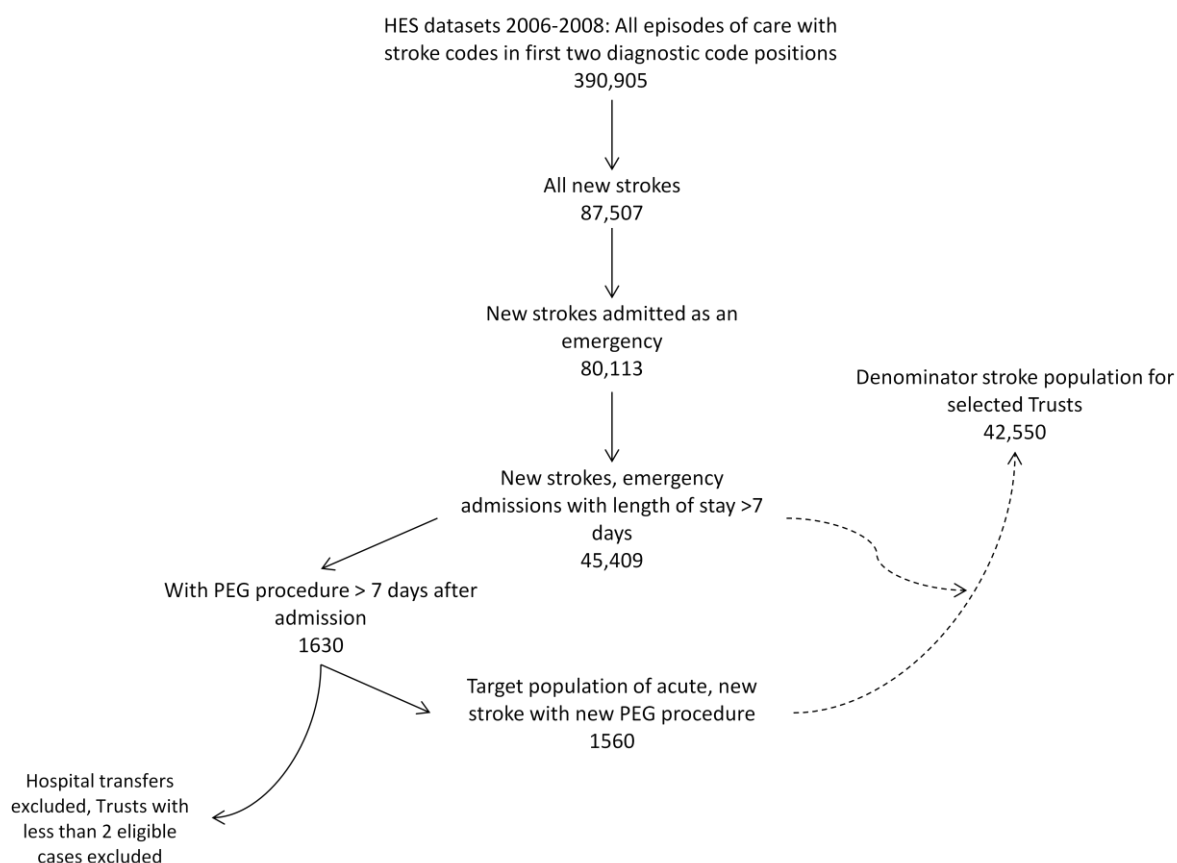 HES datasets 2006-2008: All episodes of care with
stroke codes in first two diagnostic code positions
390,905
All new strokes
87,507
New strokes admitted as an
emergency
80,113
Denominator stroke population for
selected Trusts
42,550
New strokes, emergency
admissions with length of stay >7
days
45,409
With PEG procedure > 7 days after
admission
1630
Target population of acute, new
stroke with new PEG procedure
1560
Hospital transfers
excluded, Trusts with
less than 2 eligible
cases excluded